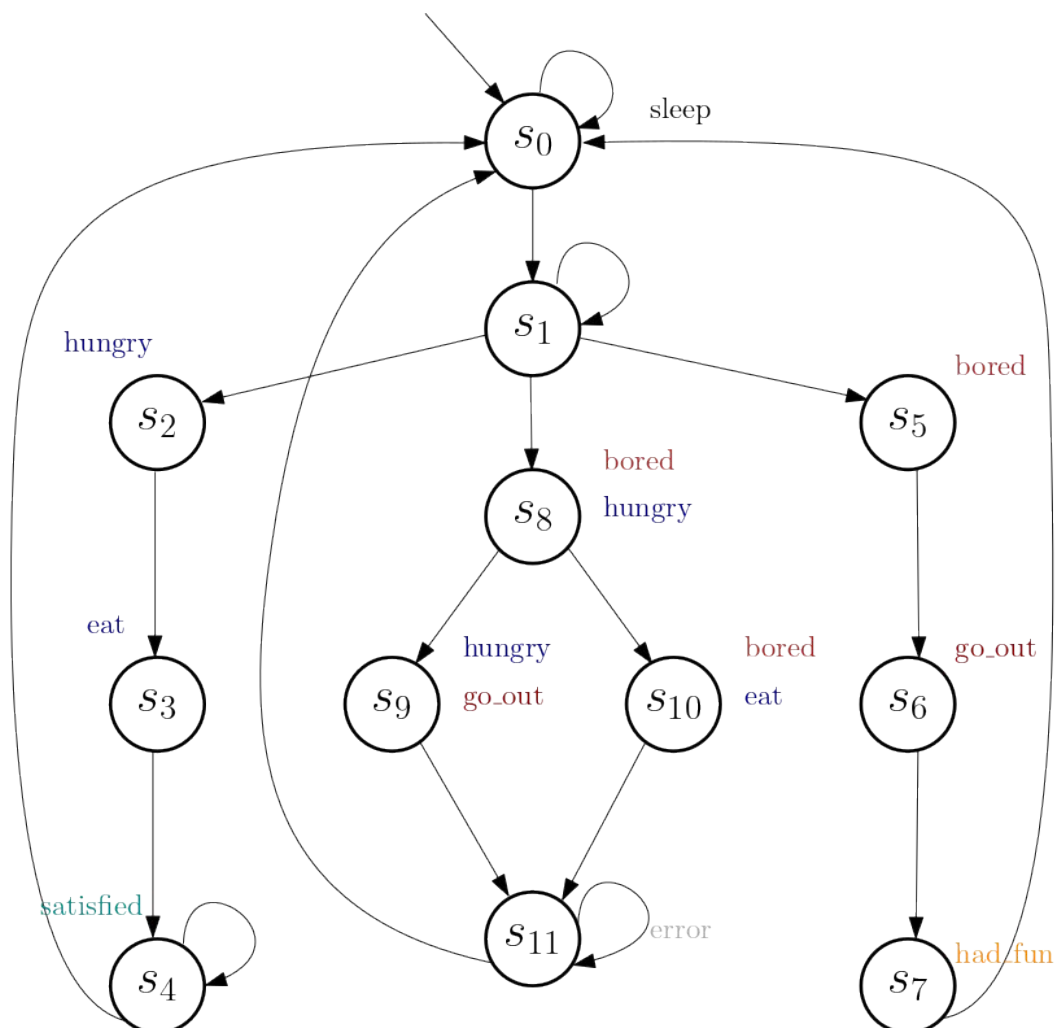 sleep
s0
s1
hungry
bored
s2
s5
bored
s8
hungry
eat
hungry
bored
go_out
s3
s9
go_out
s10
eat
s6
satisfied
error
s11
had_fun
s4
s7